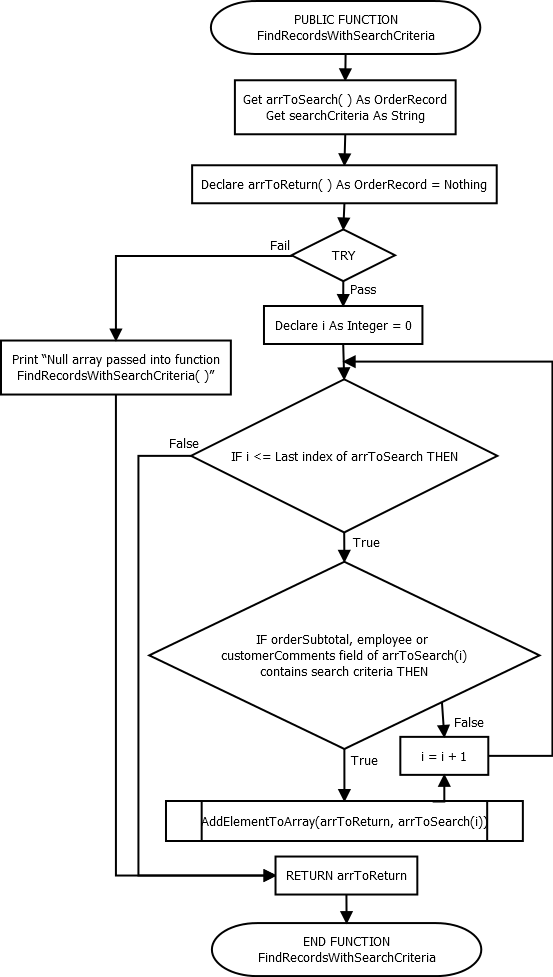 PUBLIC FUNCTION
FindRecordsWithSearchCriteria
Get arrToSearch( ) As OrderRecord
Get searchCriteria As String
Declare arrToReturn( ) As OrderRecord = Nothing
Fail
TRY
Pass
Declare i As Integer = 0
Print “Null array passed into function
FindRecordsWithSearchCriteria( )”
False
IF i <= Last index of arrToSearch THEN
True
IF orderSubtotal, employee or
customerComments field of arrToSearch(i)
contains search criteria THEN
False
True
i = i + 1
AddElementToArray(arrToReturn, arrToSearch(i))
RETURN arrToReturn
END FUNCTION
FindRecordsWithSearchCriteria